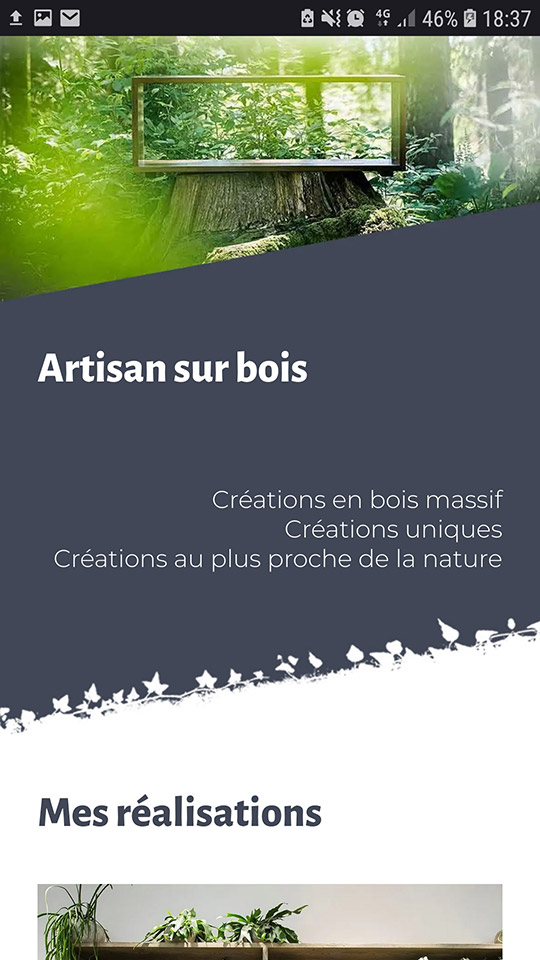 4G 46% 18:37
Artisan sur bois
Créations en bois massif
Créations uniques
Créations au plus proche de la nature
Mes réalisations